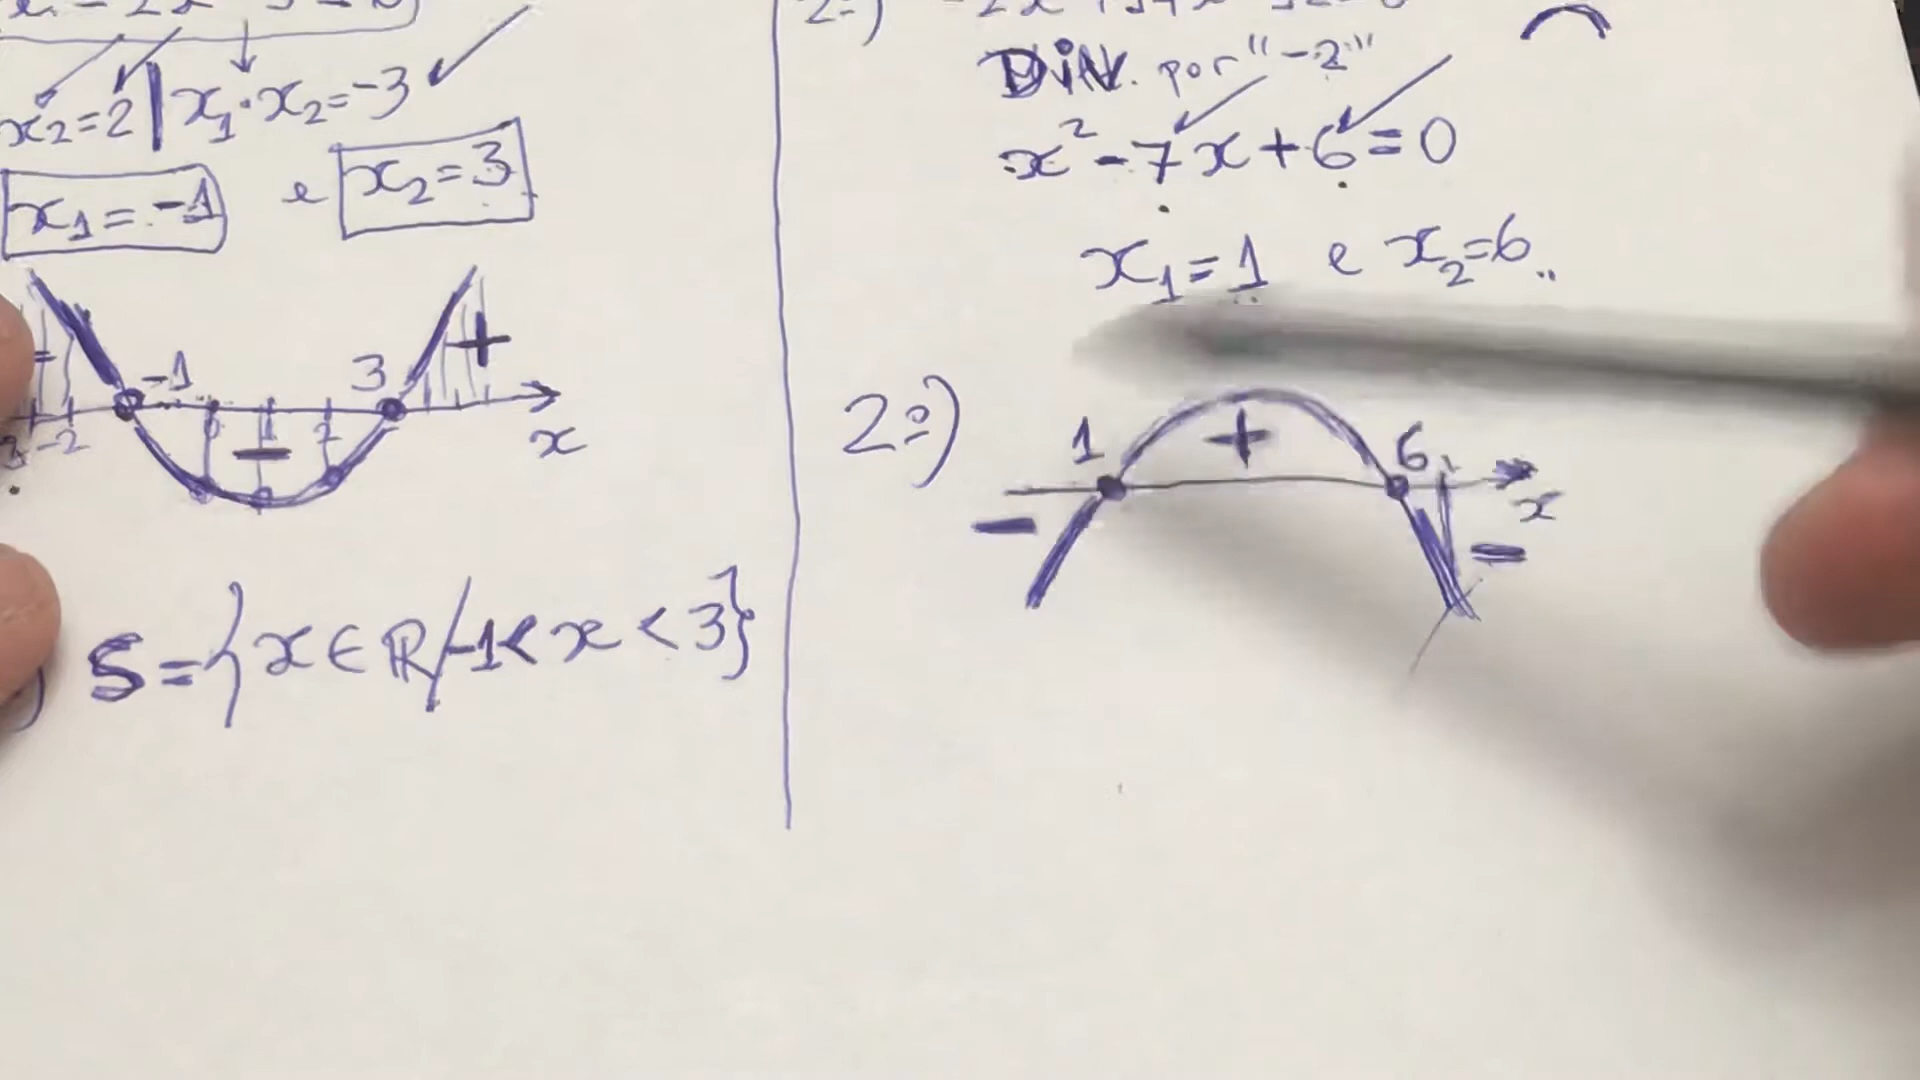 x₂=2 | x₁·x₂=-3
x₁=-1 e x₂=3
-1 3 +
-2 1 2
- x
S={x∈ℝ/-1<x<3}
2º)
DIV. por "-2"
x²-7x+6=0
x₁=1 e x₂=6
2º) 1 + 6
- x -